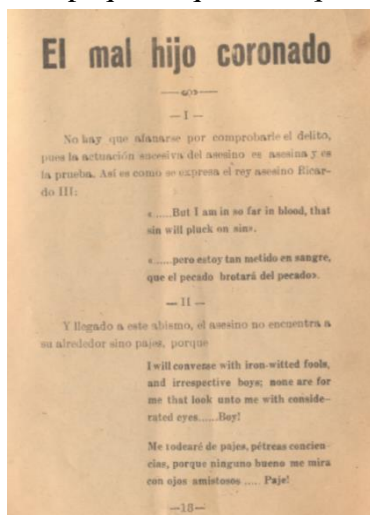 El mal hijo coronado
— I —
No hay que afanarse por comprobarle el delito,
pues la actuación sucesiva del asesino es asesina y es
la prueba. Así es como se expresa el rey asesino Ricar-
do III:
« .....But I am in so far in blood, that
sin will pluck on sin».
« .....pero estoy tan metido en sangre,
que el pecado brotará del pecado».
— II —
Y llegado a este abismo, el asesino no encuentra a
su alrededor sino pajes, porque
I will converse with iron-witted fools,
and irrespective boys; none are for
me that look unto me with conside-
rated eyes......Boy!
Me rodearé de pajes, pétreas concien-
cias, porque ninguno bueno me mira
con ojos amistosos ..... Paje!
—18—